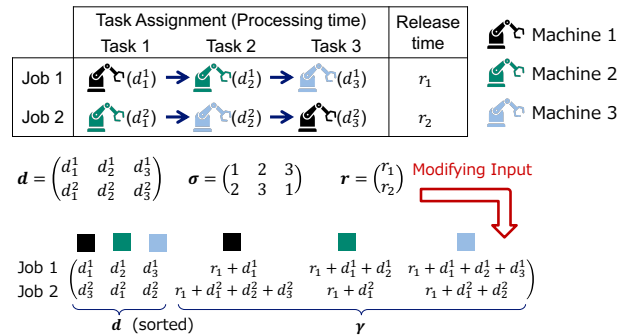 Task Assignment (Processing time) Release time
Task 1 Task 2 Task 3
Job 1 (d_1^1) → (d_2^1) → (d_3^1) r_1
Job 2 (d_1^2) → (d_2^2) → (d_3^2) r_2
Machine 1
Machine 2
Machine 3
d = (d_1^1 d_2^1 d_3^1
d_1^2 d_2^2 d_3^2)
σ = (1 2 3
2 3 1)
r = (r_1
r_2)
Modifying Input
Job 1 (d_1^1 d_2^1 d_3^1 r_1 + d_1^1 r_1 + d_1^1 + d_2^1 r_1 + d_1^1 + d_2^1 + d_3^1)
Job 2 d_3^2 d_1^2 d_2^2 r_1 + d_1^2 + d_2^2 + d_3^2 r_1 + d_1^2 r_1 + d_1^2 + d_2^2
d (sorted) γ